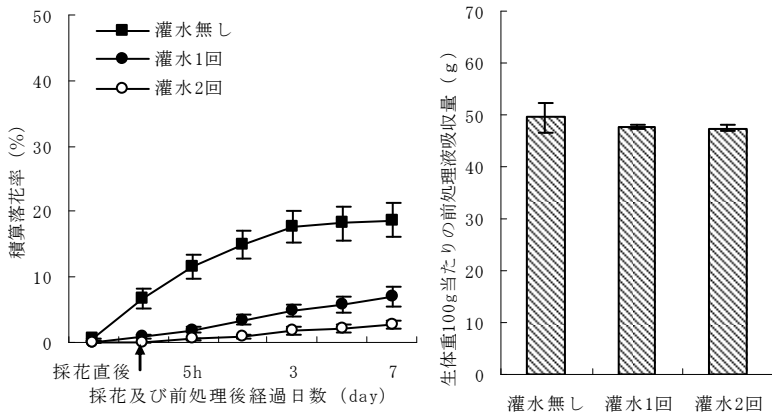 50
40
30
20
10
0
積算落花率 (%)
灌水無し
灌水1回
灌水2回
採花直後 5h 3 7
採花及び前処理後経過日数 (day)
生体重100g当たりの前処理液吸収量 (g)
70
60
50
40
30
20
10
0
灌水無し 灌水1回 灌水2回